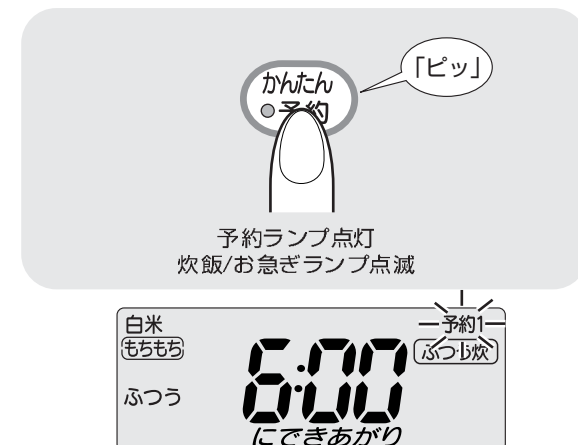 かんたん
予約
「ピッ」
予約ランプ点灯
炊飯/お急ぎランプ点滅
白米
予約1
もちもち
ふつう炊
ふつう
6:00
にできあがり